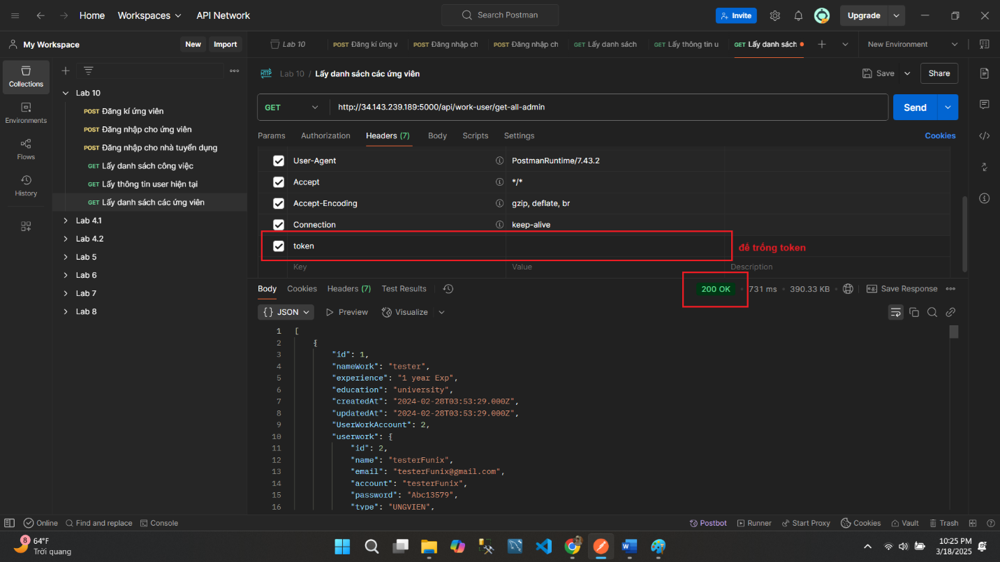 Home
Workspaces
API Network
Search Postman
Invite
Upgrade
My Workspace
New
Import
Lab 10
POST Đăng kí ứng v
POST Đăng nhập ch
POST Đăng nhập ch
GET Lấy danh sách
GET Lấy thông tin u
GET Lấy danh sách
New Environment
Collections
Environments
Flows
History
Lab 10
POST Đăng kí ứng viên
POST Đăng nhập cho ứng viên
POST Đăng nhập cho nhà tuyển dụng
GET Lấy danh sách công việc
GET Lấy thông tin user hiện tại
GET Lấy danh sách các ứng viên
Lab 4.1
Lab 4.2
Lab 5
Lab 6
Lab 7
Lab 8
HTTP
Lab 10 / Lấy danh sách các ứng viên
Save
Share
GET
http://34.143.239.189:5000/api/work-user/get-all-admin
Send
Params
Authorization
Headers (7)
Body
Scripts
Settings
Cookies
User-Agent
PostmanRuntime/7.43.2
Accept
*/*
Accept-Encoding
gzip, deflate, br
Connection
keep-alive
token
để trống token
Key
Value
Description
Body
Cookies
Headers (7)
Test Results
200 OK
731 ms
390.33 KB
e.g.
Save Response
{} JSON
Preview
Visualize
1 [
2 {
3 "id": 1,
4 "nameWork": "tester",
5 "experience": "1 year Exp",
6 "education": "university",
7 "createdAt": "2024-02-28T03:53:29.000Z",
8 "updatedAt": "2024-02-28T03:53:29.000Z",
9 "UserWorkAccount": 2,
10 "userwork": {
11 "id": 2,
12 "name": "testerFunix",
13 "email": "testerFunix@gmail.com",
14 "account": "testerFunix",
15 "password": "Abc13579",
16 "type": "UNGVIEN",
Online
Find and replace
Console
Postbot
Runner
Start Proxy
Cookies
Vault
Trash
8
64°F
Trời quang
10:25 PM
3/18/2025